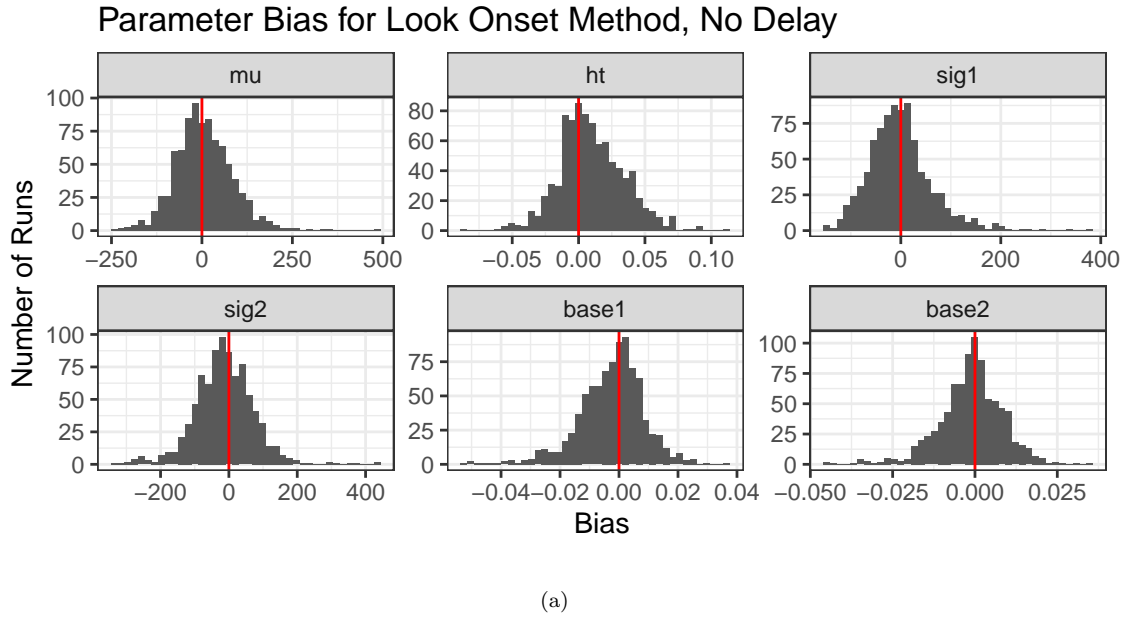 Parameter Bias for Look Onset Method, No Delay
mu ht sig1
100 75 50 25 0
80 60 40 20 0
75 50 25 0
−250 0 250 500
−0.05 0.00 0.05 0.10
0 200 400
Number of Runs
sig2 base1 base2
100 75 50 25 0
75 50 25 0
100 75 50 25 0
−200 0 200 400
−0.04 −0.02 0.00 0.02 0.04
−0.050 −0.025 0.000 0.025
Bias
(a)